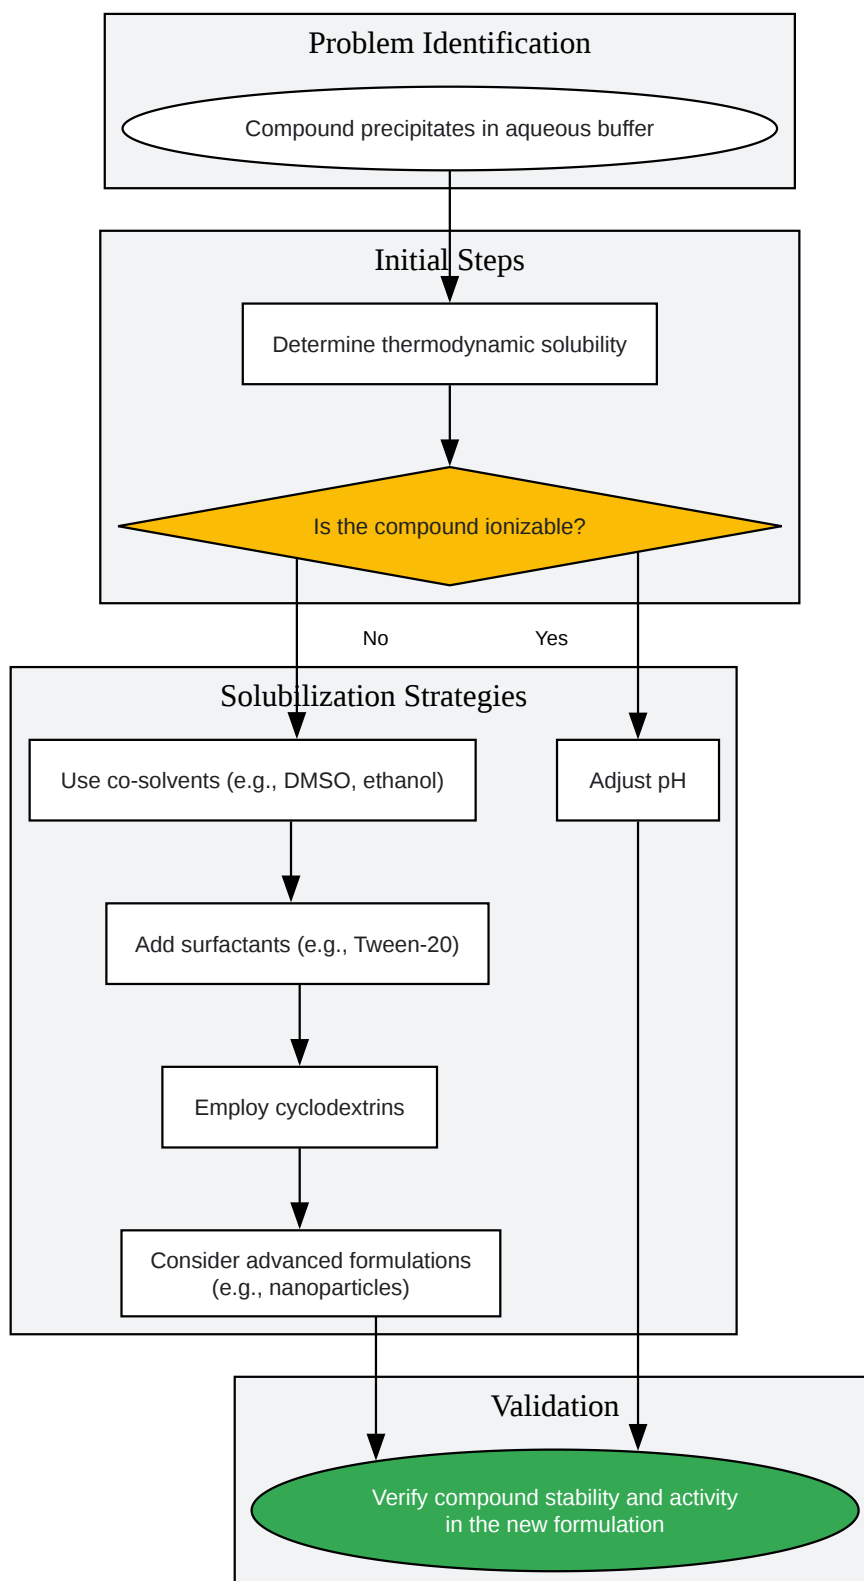 Problem Identification
Compound precipitates in aqueous buffer
Initial Steps
Determine thermodynamic solubility
Is the compound ionizable?
No
Yes
Solubilization Strategies
Use co-solvents (e.g., DMSO, ethanol)
Adjust pH
Add surfactants (e.g., Tween-20)
Employ cyclodextrins
Consider advanced formulations
(e.g., nanoparticles)
Validation
Verify compound stability and activity
in the new formulation